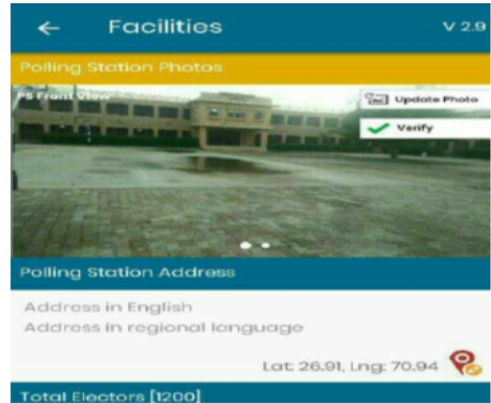 Facilities
V 2.9
Polling Station Photos
PS Front View
Update Photo
Verify
Polling Station Address
Address in English
Address in regional language
Lat: 26.91, Lng: 70.94
Total Electors [1200]